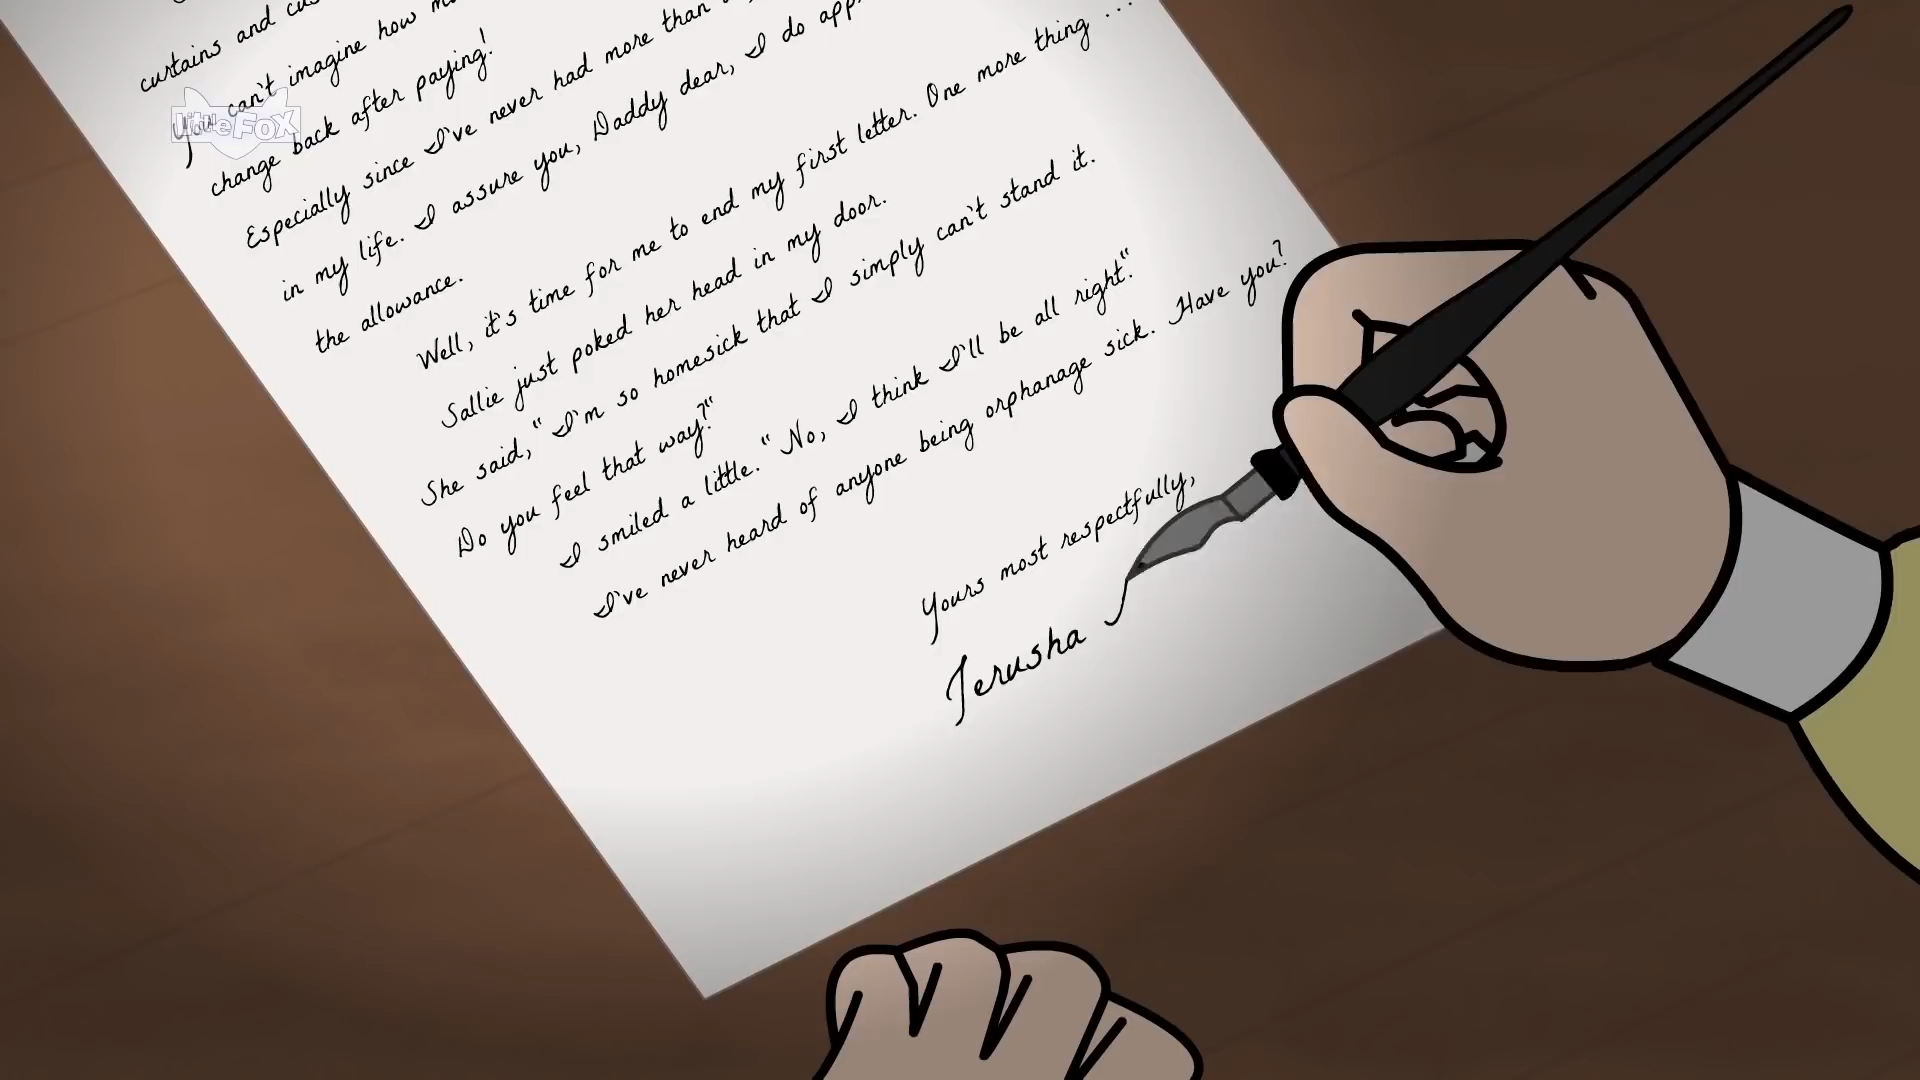 curtains and
You can't imagine how
change back after paying!
Especially since I've never had more than
in my life. I assure you, Daddy dear, I do
the allowance.
Well, it's time for me to end my first letter. One more thing ...
Sallie just poked her head in my door.
She said, "I'm so homesick that I simply can't stand it.
Do you feel that way?"
I smiled a little. "No, I think I'll be all right."
I've never heard of anyone being orphanage sick. Have you?
Yours most respectfully,
Jerusha
Little Fox